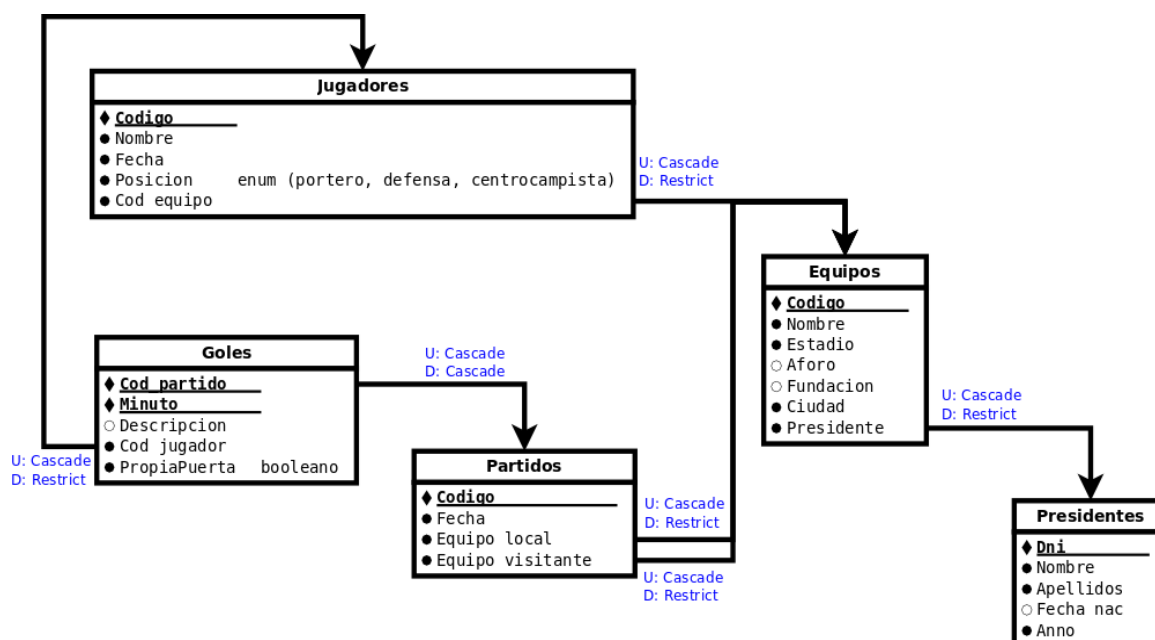 Jugadores
Codigo
Nombre
Fecha
Posicion enum (portero, defensa, centrocampista)
Cod equipo
U: Cascade
D: Restrict
Equipos
Codigo
Nombre
Estadio
Aforo
Fundacion
Ciudad
Presidente
Goles
Cod_partido
Minuto
Descripcion
Cod jugador
PropiaPuerta booleano
U: Cascade
D: Restrict
U: Cascade
D: Cascade
Partidos
Codigo
Fecha
Equipo local
Equipo visitante
U: Cascade
D: Restrict
U: Cascade
D: Restrict
U: Cascade
D: Restrict
Presidentes
Dni
Nombre
Apellidos
Fecha nac
Anno